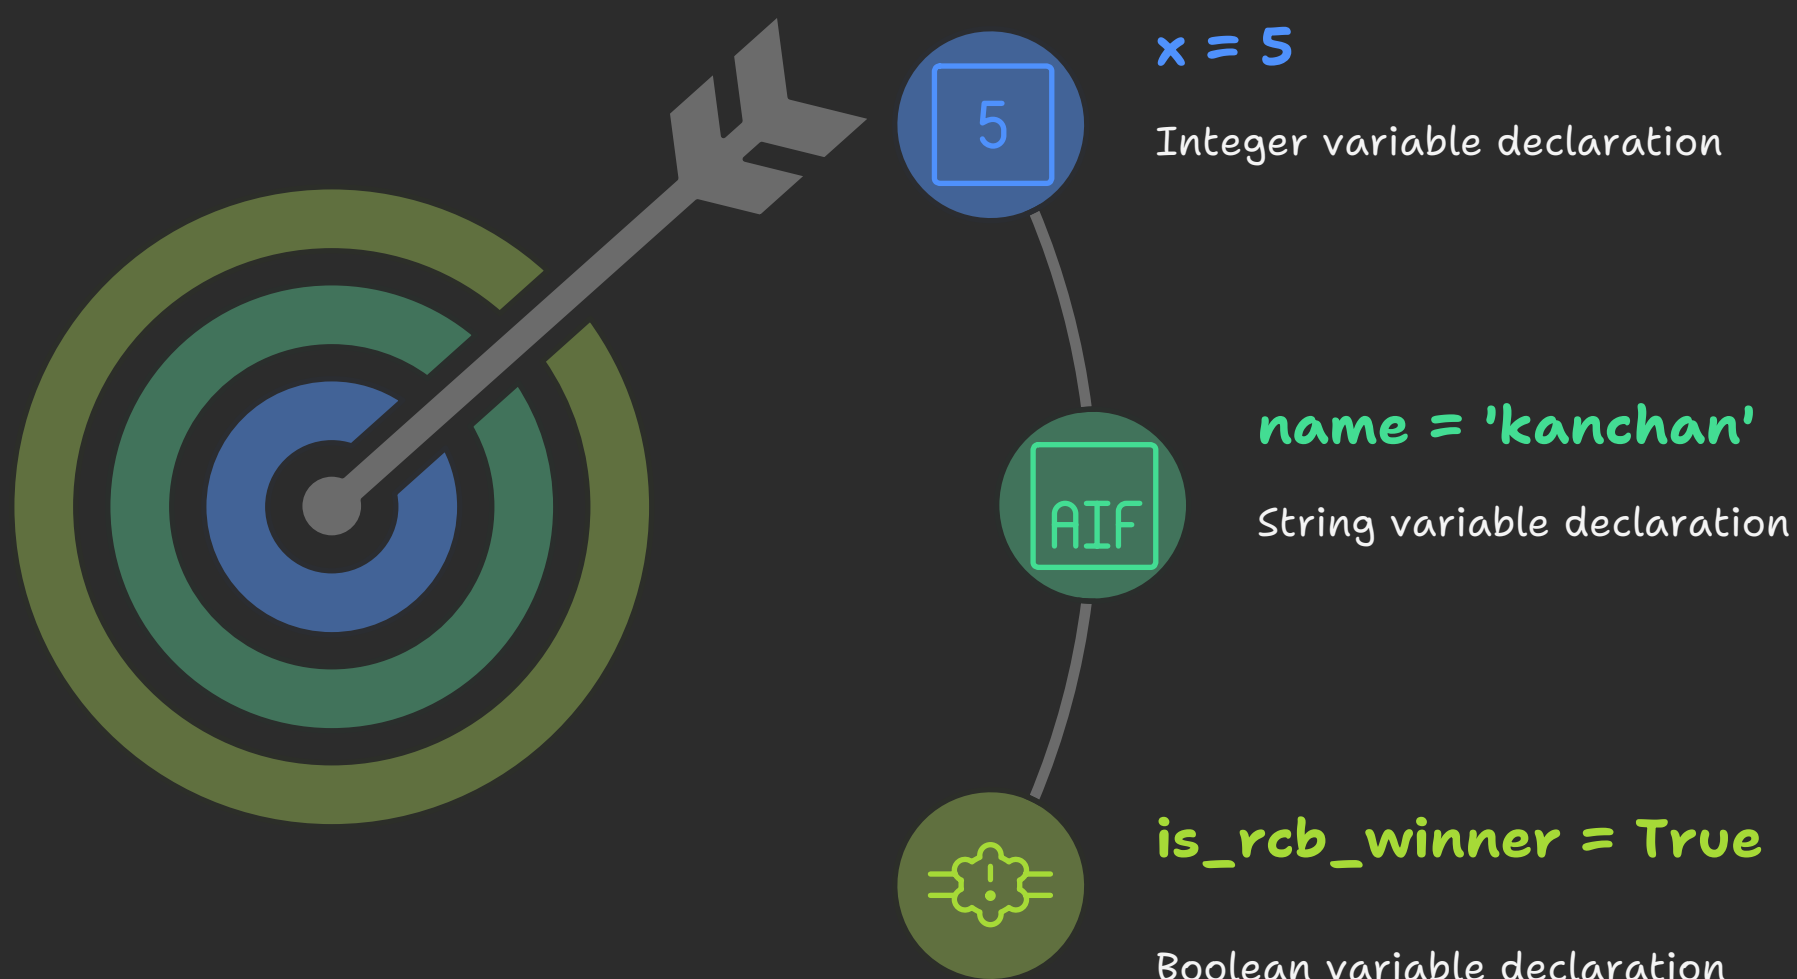 x = 5
5
Integer variable declaration
name = 'kanchan'
AIF
String variable declaration
is_rcb_winner = True
!
Boolean variable declaration